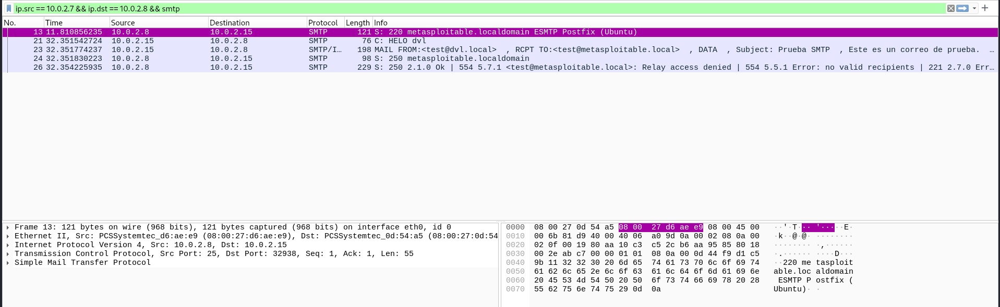 ip.src == 10.0.2.7 && ip.dst == 10.0.2.8 && smtp
No. Time Source Destination Protocol Length Info
13 11.810856235 10.0.2.8 10.0.2.15 SMTP 121 S: 220 metasploitable.localdomain ESMTP Postfix (Ubuntu)
21 32.351542724 10.0.2.15 10.0.2.8 SMTP 76 C: HELO dvl
23 32.351774237 10.0.2.15 10.0.2.8 SMTP/I… 198 MAIL FROM:<test@dvl.local>  , RCPT TO:<test@metasploitable.local>  , DATA  , Subject: Prueba SMTP  , Este es un correo de prueba.  …
24 32.351830223 10.0.2.8 10.0.2.15 SMTP 98 S: 250 metasploitable.localdomain
26 32.354225935 10.0.2.8 10.0.2.15 SMTP 229 S: 250 2.1.0 Ok | 554 5.7.1 <test@metasploitable.local>: Relay access denied | 554 5.5.1 Error: no valid recipients | 221 2.7.0 Err…
Frame 13: 121 bytes on wire (968 bits), 121 bytes captured (968 bits) on interface eth0, id 0
Ethernet II, Src: PCSSystemtec_d6:ae:e9 (08:00:27:d6:ae:e9), Dst: PCSSystemtec_0d:54:a5 (08:00:27:0d:54
Internet Protocol Version 4, Src: 10.0.2.8, Dst: 10.0.2.15
Transmission Control Protocol, Src Port: 25, Dst Port: 32938, Seq: 1, Ack: 1, Len: 55
Simple Mail Transfer Protocol
0000 08 00 27 0d 54 a5 08 00 27 d6 ae e9 08 00 45 00 ··'·T··· '·····E·
0010 00 6b 81 d9 40 00 40 06 a0 9d 0a 00 02 08 0a 00 ·k··@·@· ········
0020 02 0f 00 19 80 aa 10 c3 c5 2c b6 aa 95 85 80 18 ········ ·,······
0030 00 2e ab c7 00 00 01 01 08 0a 00 0d 44 f9 d1 c5 ·.······ ····D···
0040 9b 11 32 32 30 20 6d 65 74 61 73 70 6c 6f 69 74 ··220 me tasploit
0050 61 62 6c 65 2e 6c 6f 63 61 6c 64 6f 6d 61 69 6e able.loc aldomain
0060 20 45 53 4d 54 50 20 50 6f 73 74 66 69 78 20 28 ESMTP P ostfix (
0070 55 62 75 6e 74 75 29 0d 0a Ubuntu)· ·